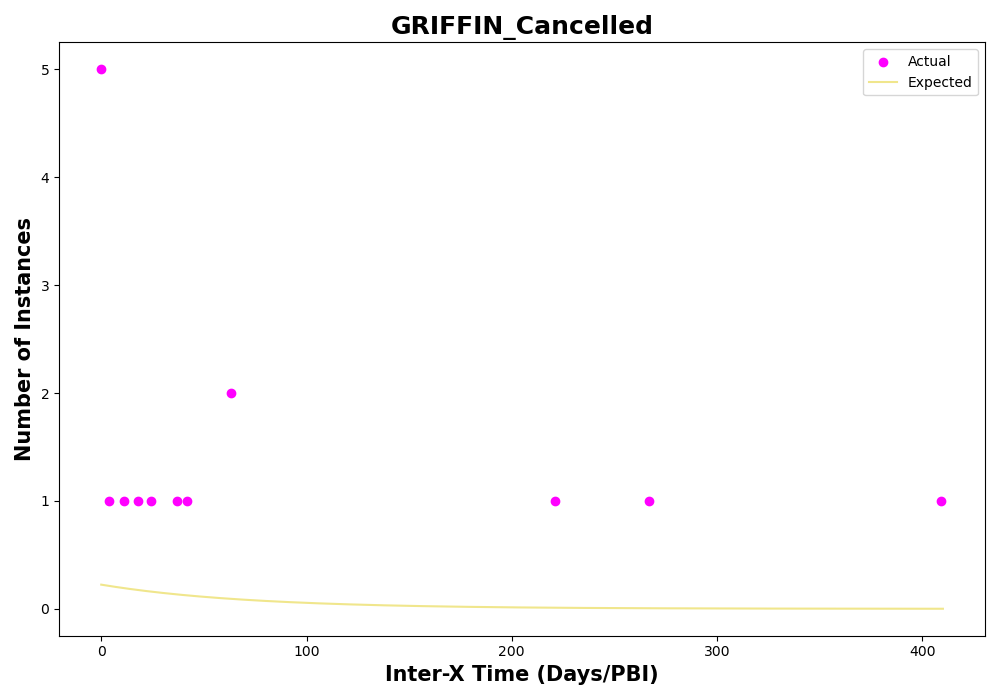 GRIFFIN_Cancelled
Actual
Expected
5
4
3
2
1
0
Number of Instances
0 100 200 300 400
Inter-X Time (Days/PBI)